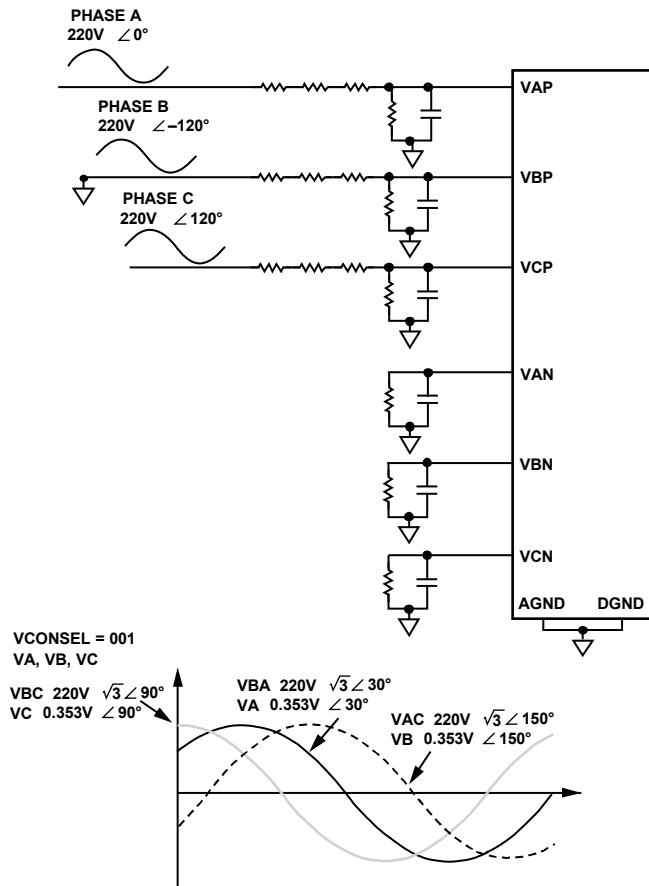 PHASE A
220V ∠0°
PHASE B
220V ∠–120°
PHASE C
220V ∠120°
VAP
VBP
VCP
VAN
VBN
VCN
AGND DGND
VCONSEL = 001
VA, VB, VC
VBC 220V √3∠90°
VC 0.353V ∠90°
VBA 220V √3∠30°
VA 0.353V ∠30°
VAC 220V √3∠150°
VB 0.353V ∠150°